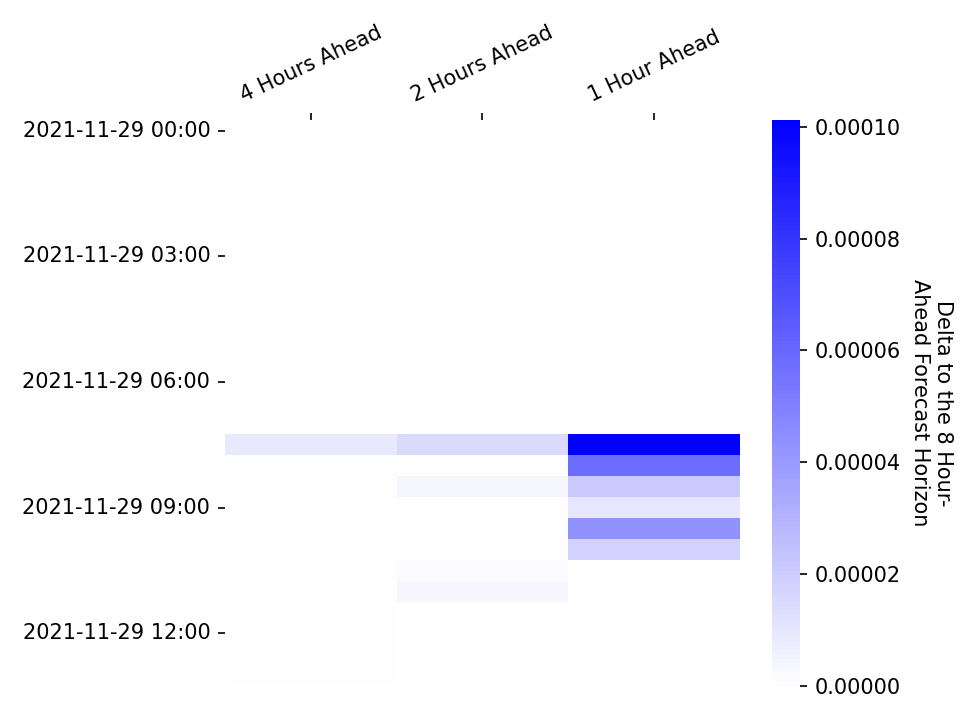 4 Hours Ahead
2 Hours Ahead
1 Hour Ahead
2021-11-29 00:00
2021-11-29 03:00
2021-11-29 06:00
2021-11-29 09:00
2021-11-29 12:00
0.00010
0.00008
0.00006
0.00004
0.00002
0.00000
Delta to the 8 Hour-
Ahead Forecast Horizon